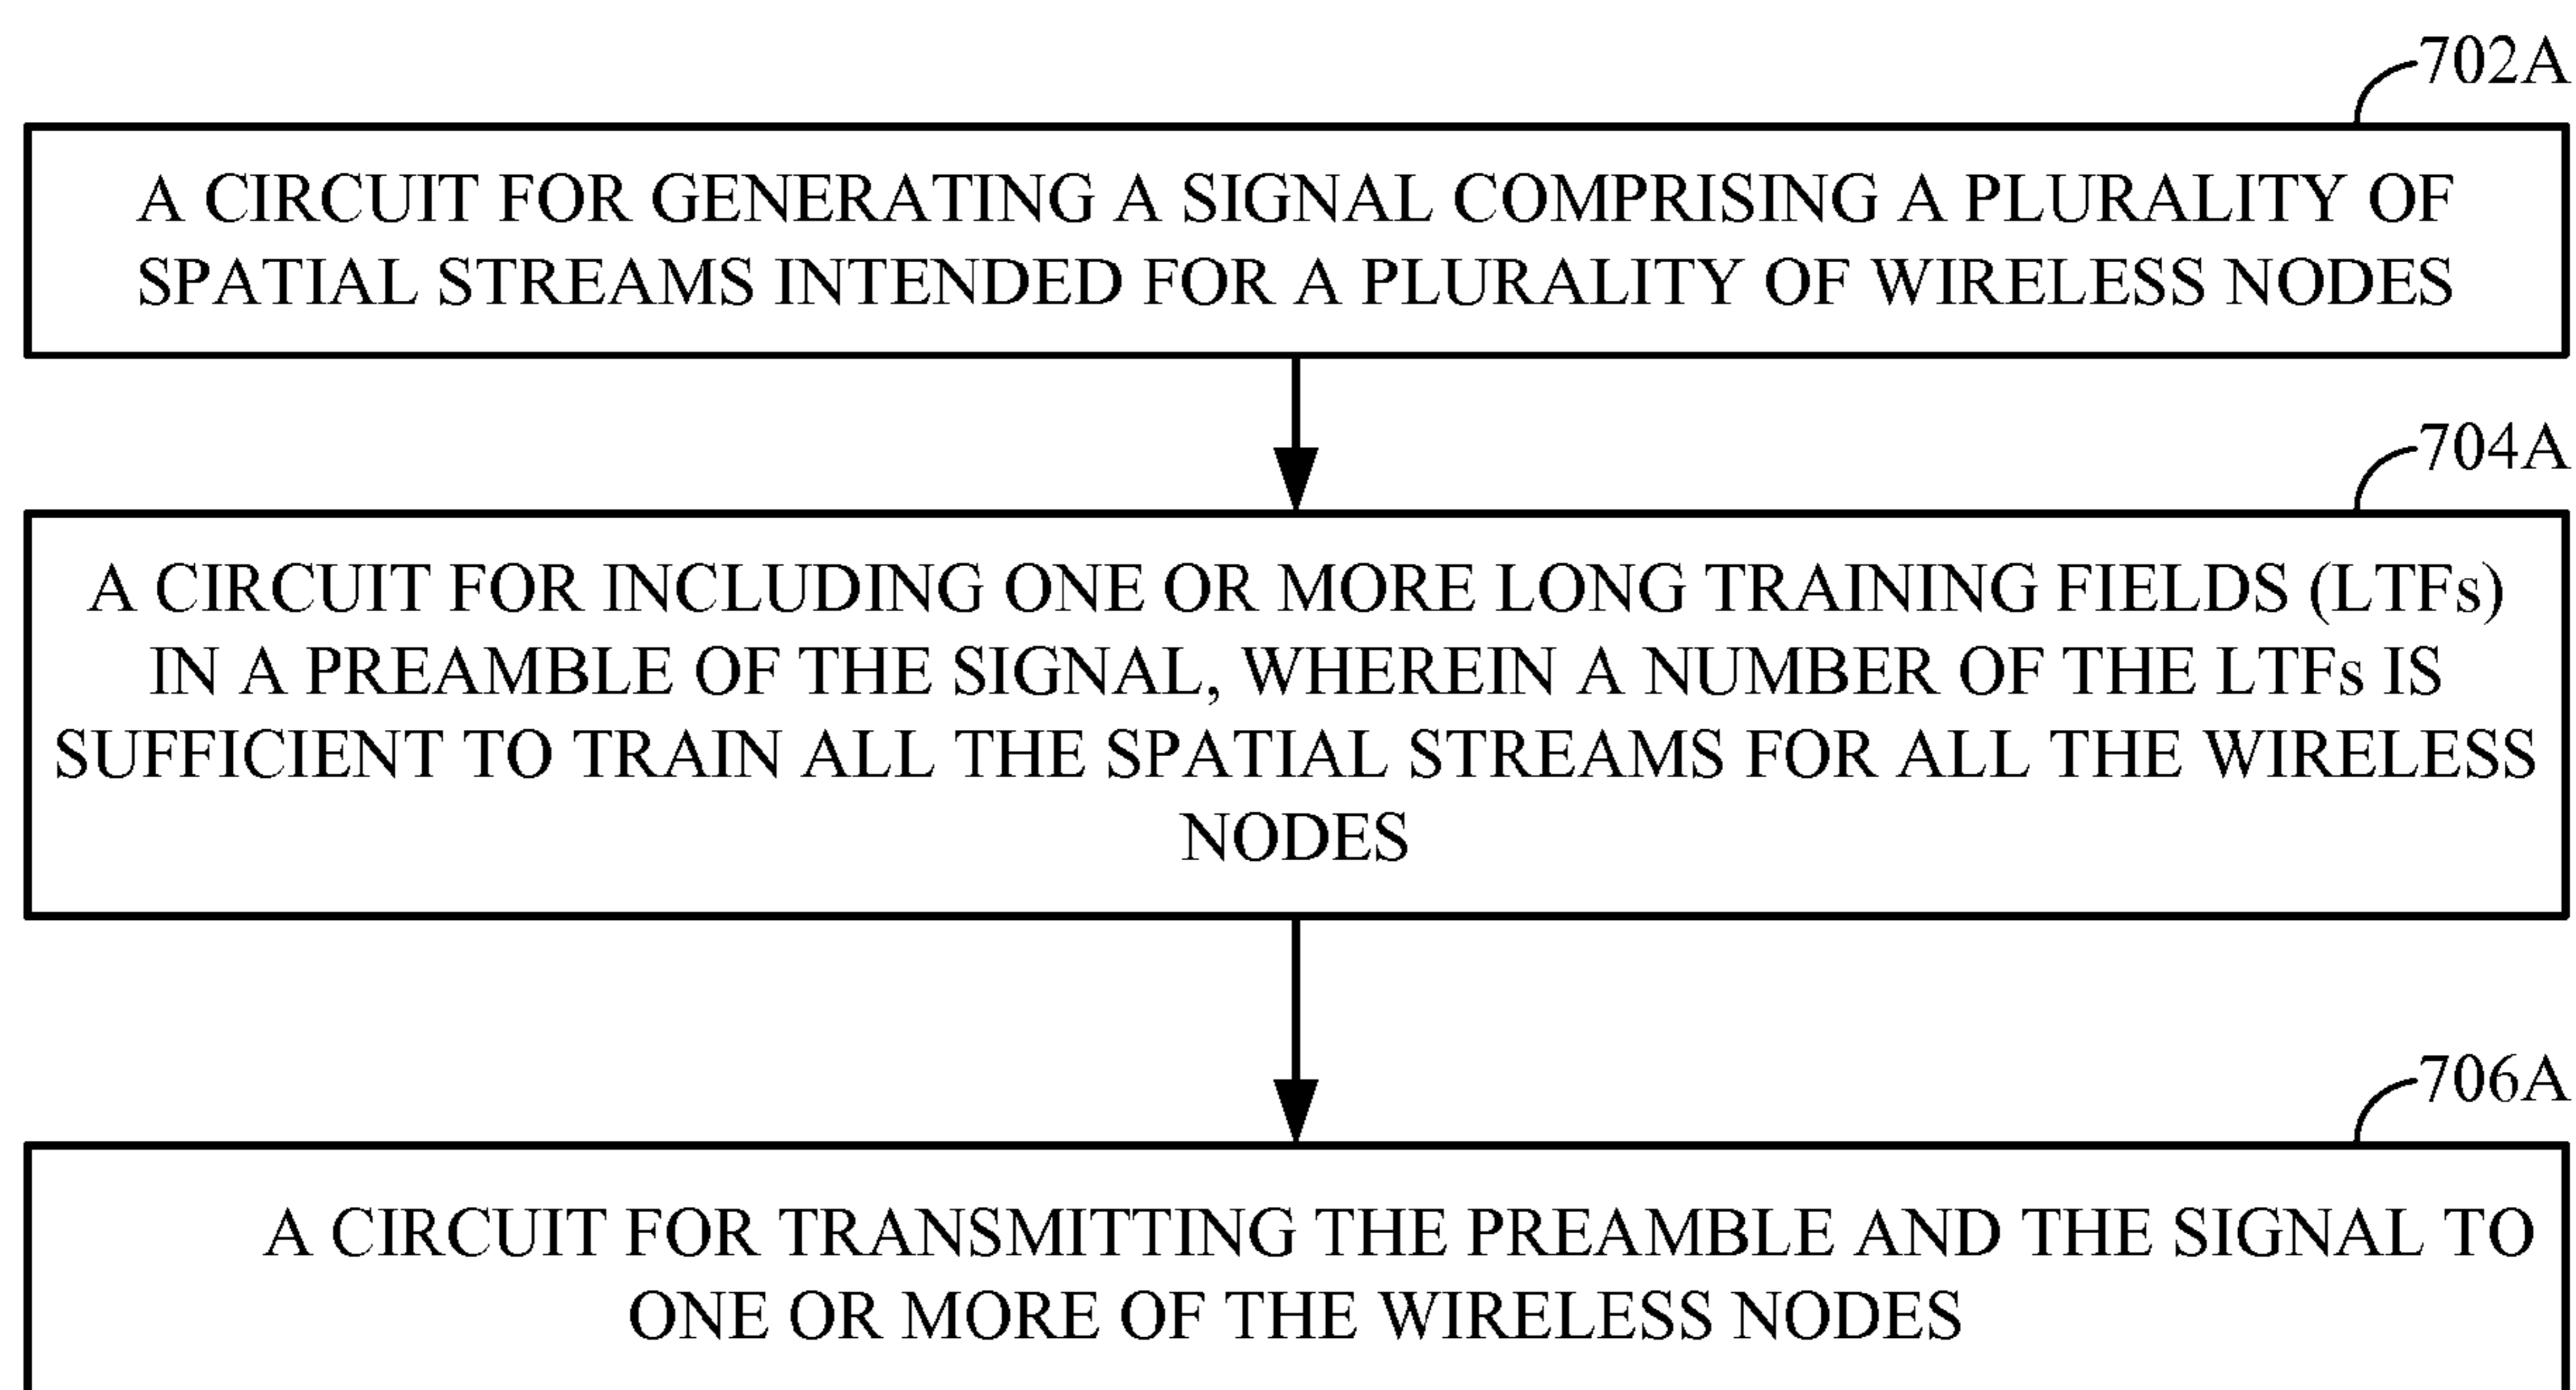 702A
A CIRCUIT FOR GENERATING A SIGNAL COMPRISING A PLURALITY OF
SPATIAL STREAMS INTENDED FOR A PLURALITY OF WIRELESS NODES
704A
A CIRCUIT FOR INCLUDING ONE OR MORE LONG TRAINING FIELDS (LTFs)
IN A PREAMBLE OF THE SIGNAL, WHEREIN A NUMBER OF THE LTFs IS
SUFFICIENT TO TRAIN ALL THE SPATIAL STREAMS FOR ALL THE WIRELESS
NODES
706A
A CIRCUIT FOR TRANSMITTING THE PREAMBLE AND THE SIGNAL TO
ONE OR MORE OF THE WIRELESS NODES